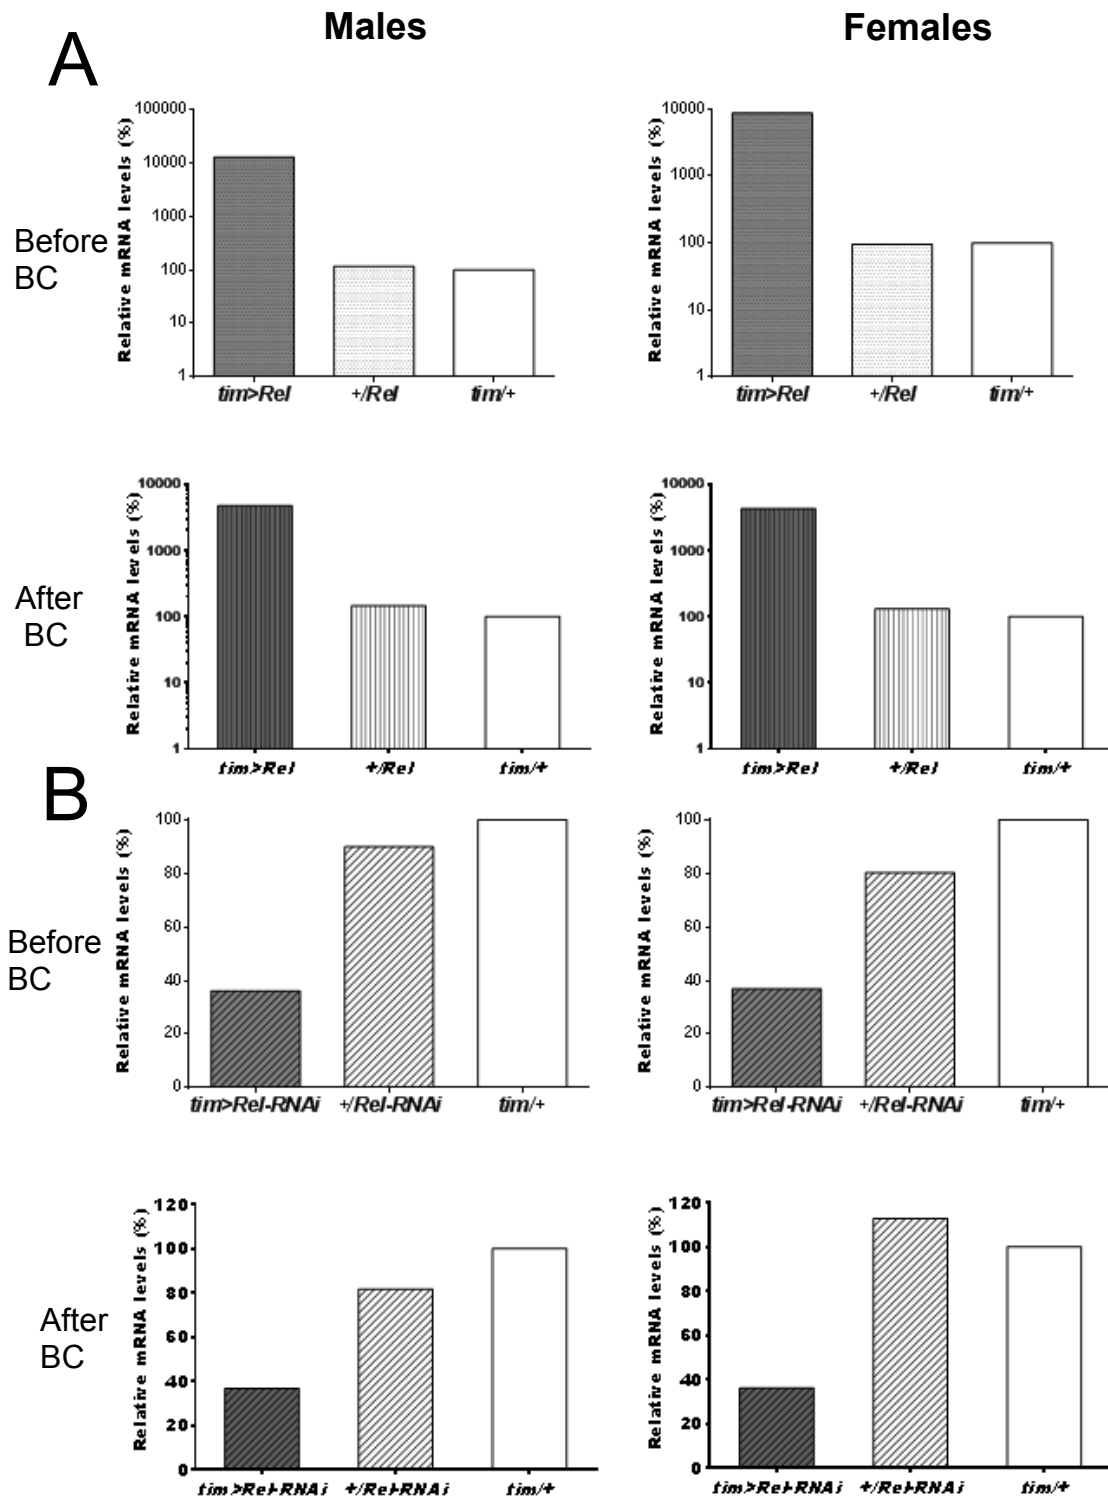 Males
Females
A
Before
BC
Relative mRNA levels (%)
100000
10000
1000
100
10
1
tim>Rel
+/Rel
tim/+
Relative mRNA levels (%)
10000
1000
100
10
1
tim>Rel
+/Rel
tim/+
After
BC
Relative mRNA levels (%)
10000
1000
100
10
1
tim>Rel
+/Rel
tim/+
Relative mRNA levels (%)
10000
1000
100
10
1
tim>Rel
+/Rel
tim/+
B
Before
BC
Relative mRNA levels (%)
100
80
60
40
20
0
tim>Rel-RNAi
+/Rel-RNAi
tim/+
Relative mRNA levels (%)
100
80
60
40
20
0
tim>Rel-RNAi
+/Rel-RNAi
tim/+
After
BC
Relative mRNA levels (%)
120
100
80
60
40
20
0
tim>Rel-RNAi
+/Rel-RNAi
tim/+
Relative mRNA levels (%)
120
100
80
60
40
20
0
tim>Rel-RNAi
+/Rel-RNAi
tim/+